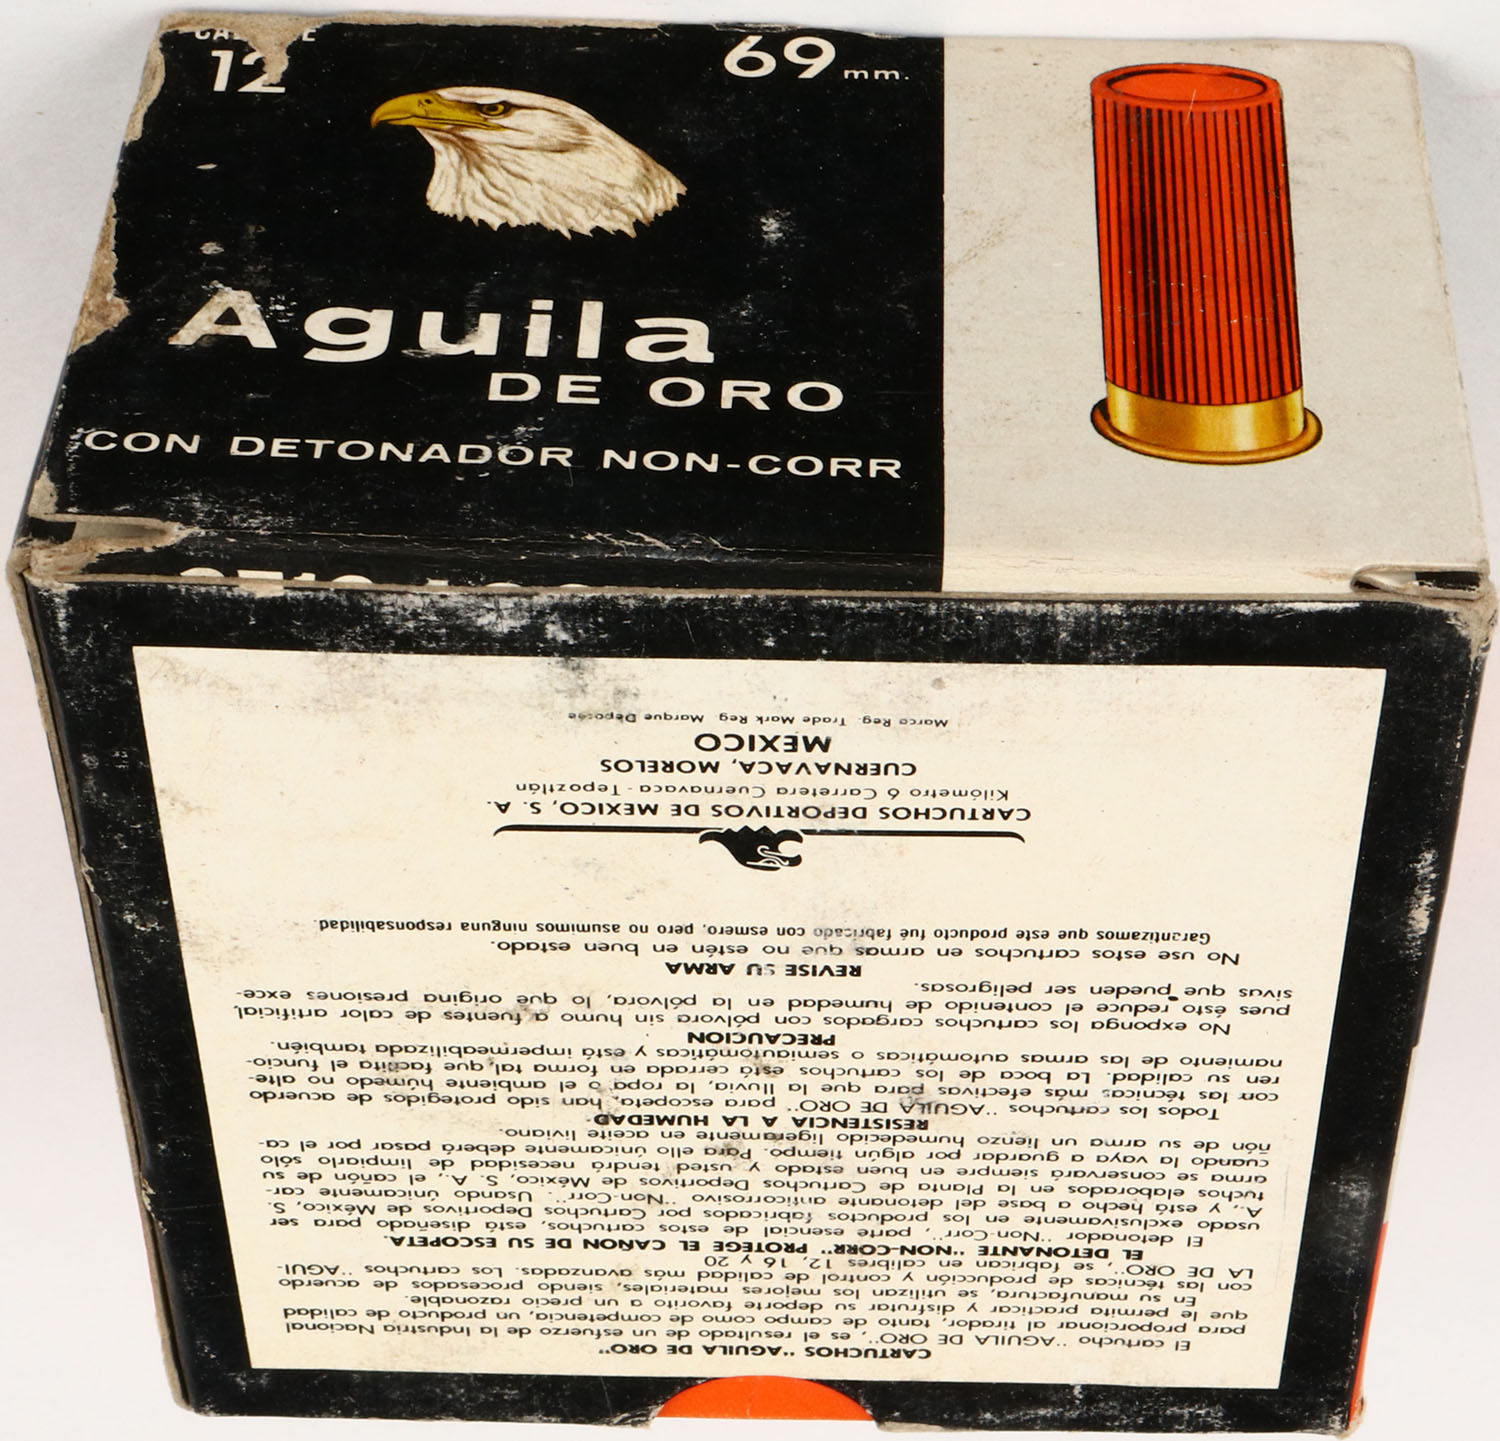 12
69 mm.
Aguila
DE ORO
CON DETONADOR NON-CORR
CARTUCHOS "AGUILA DE ORO"
El cartucho "AGUILA DE ORO", es el resultado de un esfuerzo de la Industria Nacional
para proporcionar al tirador, tanto de campo como de competencia, un producto de calidad
que le permita practicar y disfrutar su deporte favorito a un precio razonable.
En su manufactura, se utilizan los mejores materiales, siendo procesados de acuerdo
con las técnicas de producción y control de calidad más avanzadas. Los cartuchos "AGUI-
LA DE ORO", se fabrican en calibres 12, 16 y 20
EL DETONANTE "NON-CORR" PROTEGE EL CAÑON DE SU ESCOPETA.
El detonador "Non-Corr", parte esencial de estos cartuchos, está diseñado para ser
usado exclusivamente en los productos fabricados por Cartuchos Deportivos de México, S.
A., y está hecho a base del detonante anticorrosivo "Non-Corr". Usando únicamente car-
tuchos elaborados en la Planta de Cartuchos Deportivos de México, S. A., el cañón de su
arma se conservará siempre en buen estado y usted tendrá necesidad de limpiarlo sólo
cuando la vaya a guardar por algún tiempo. Para ello únicamente deberá pasar por el ca-
ñón de su arma un lienzo humedecido ligeramente en aceite liviano.
RESISTENCIA A LA HUMEDAD
Todos los cartuchos "AGUILA DE ORO" para escopeta, han sido protegidos de acuerdo
con las técnicas más efectivas para que la lluvia, la ropa o el ambiente húmedo no alte-
ren su calidad. La boca de los cartuchos está cerrada en forma tal, que facilita el funcio-
namiento de las armas automáticas o semiautomáticas y está impermeabilizada también.
PRECAUCION
No exponga los cartuchos cargados con pólvora sin humo a fuentes de calor artificial,
pues ésto reduce el contenido de humedad en la pólvora, lo que origina presiones exce-
sivas que pueden ser peligrosas.
REVISE SU ARMA
No use estos cartuchos en armas que no estén en buen estado.
Garantizamos que este producto fué fabricado con esmero, pero no asumimos ninguna responsabilidad.
CARTUCHOS DEPORTIVOS DE MEXICO, S. A.
Kilómetro 6 Carretera Cuernavaca - Tepoztlán
CUERNAVACA, MORELOS
MEXICO
Marca Reg. Trade Mark Reg. Marque Déposée